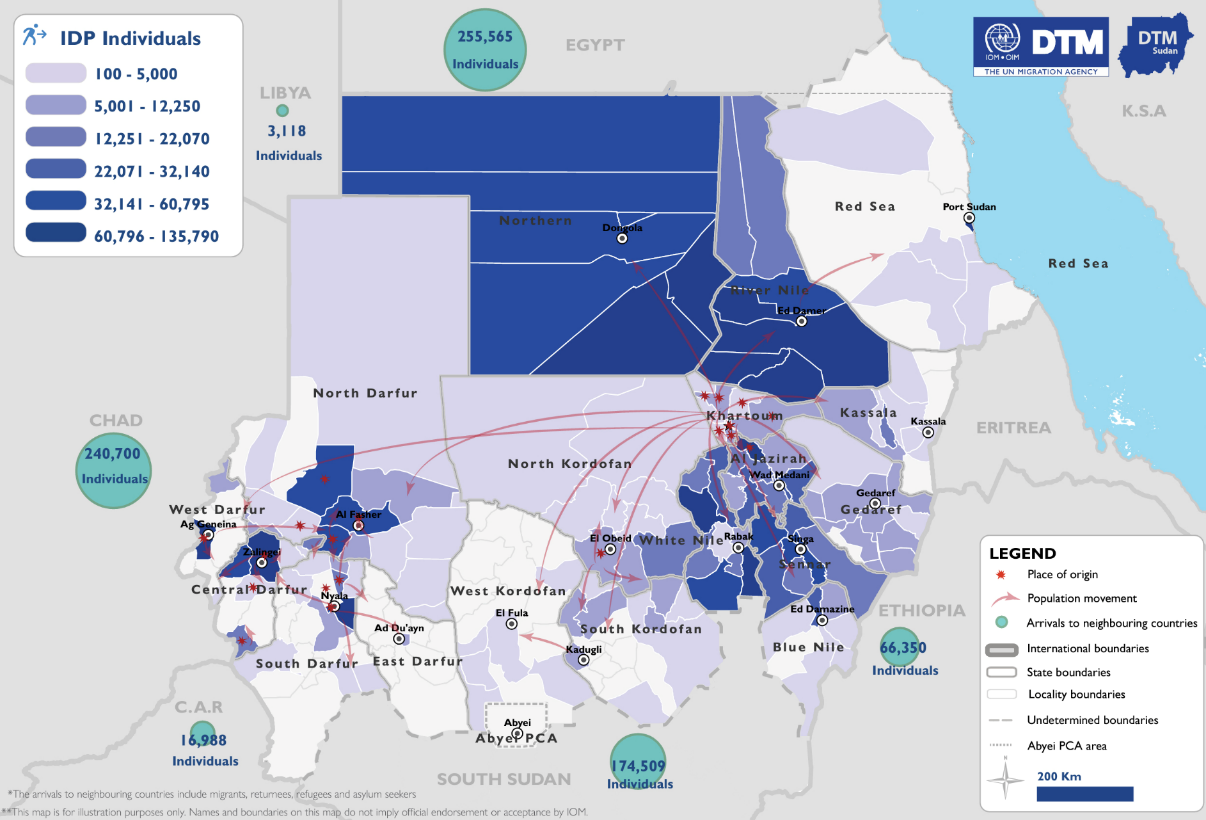 IDP Individuals
100 - 5,000
5,001 - 12,250
12,251 - 22,070
22,071 - 32,140
32,141 - 60,795
60,796 - 135,790
255,565
Individuals
EGYPT
LIBYA
3,118
Individuals
IOM • OIM
DTM
THE UN MIGRATION AGENCY
DTM
Sudan
K.S.A
Red Sea
Port Sudan
Red Sea
Northern
Dongola
River Nile
Ed Damer
North Darfur
CHAD
240,700
Individuals
Khartoum
Kassala
Kassala
ERITREA
North Kordofan
Al Jazirah
Wad Medani
Gedaref
Gedaref
West Darfur
Ag Geneina
Al Fasher
Zalingei
El Obeid
White Nile
Rabak
Singa
Sennar
Central Darfur
Nyala
West Kordofan
El Fula
Ed Damazine
ETHIOPIA
66,350
Individuals
Ad Du'ayn
South Kordofan
Kadugli
Blue Nile
South Darfur
East Darfur
C.A.R
16,988
Individuals
Abyei
Abyei PCA
SOUTH SUDAN
174,509
Individuals
LEGEND
Place of origin
Population movement
Arrivals to neighbouring countries
International boundaries
State boundaries
Locality boundaries
Undetermined boundaries
Abyei PCA area
N
200 Km
*The arrivals to neighbouring countries include migrants, returnees, refugees and asylum seekers
**This map is for illustration purposes only. Names and boundaries on this map do not imply official endorsement or acceptance by IOM.